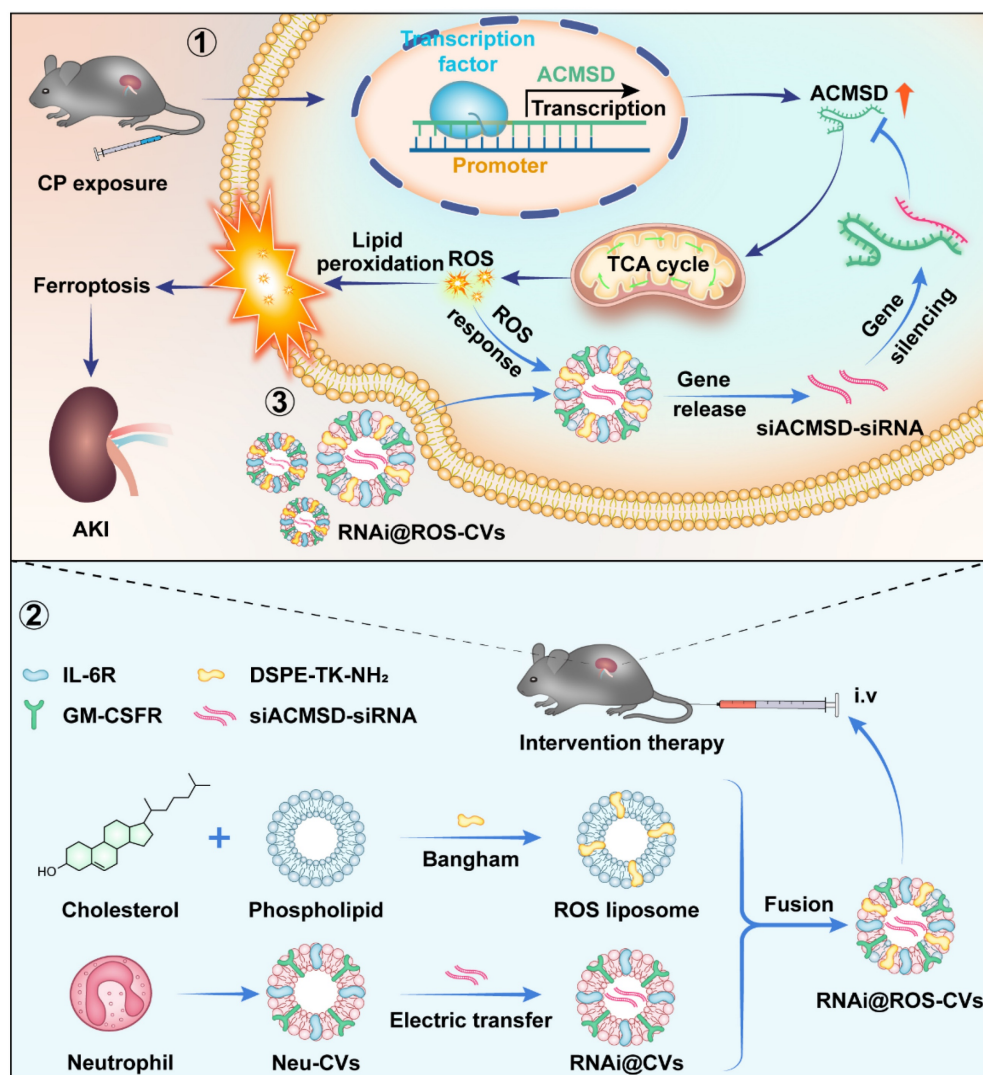 ①
CP exposure
Transcription
factor
ACMSD
Transcription
Promoter
ACMSD
TCA cycle
Lipid
peroxidation
ROS
ROS
response
Ferroptosis
AKI
③
RNAi@ROS-CVs
Gene
release
siACMSD-siRNA
Gene
silencing
②
IL-6R
DSPE-TK-NH₂
GM-CSFR
siACMSD-siRNA
Intervention therapy
i.v
HO
Cholesterol
+
Phospholipid
Bangham
ROS liposome
Fusion
RNAi@ROS-CVs
Neutrophil
Neu-CVs
Electric transfer
RNAi@CVs